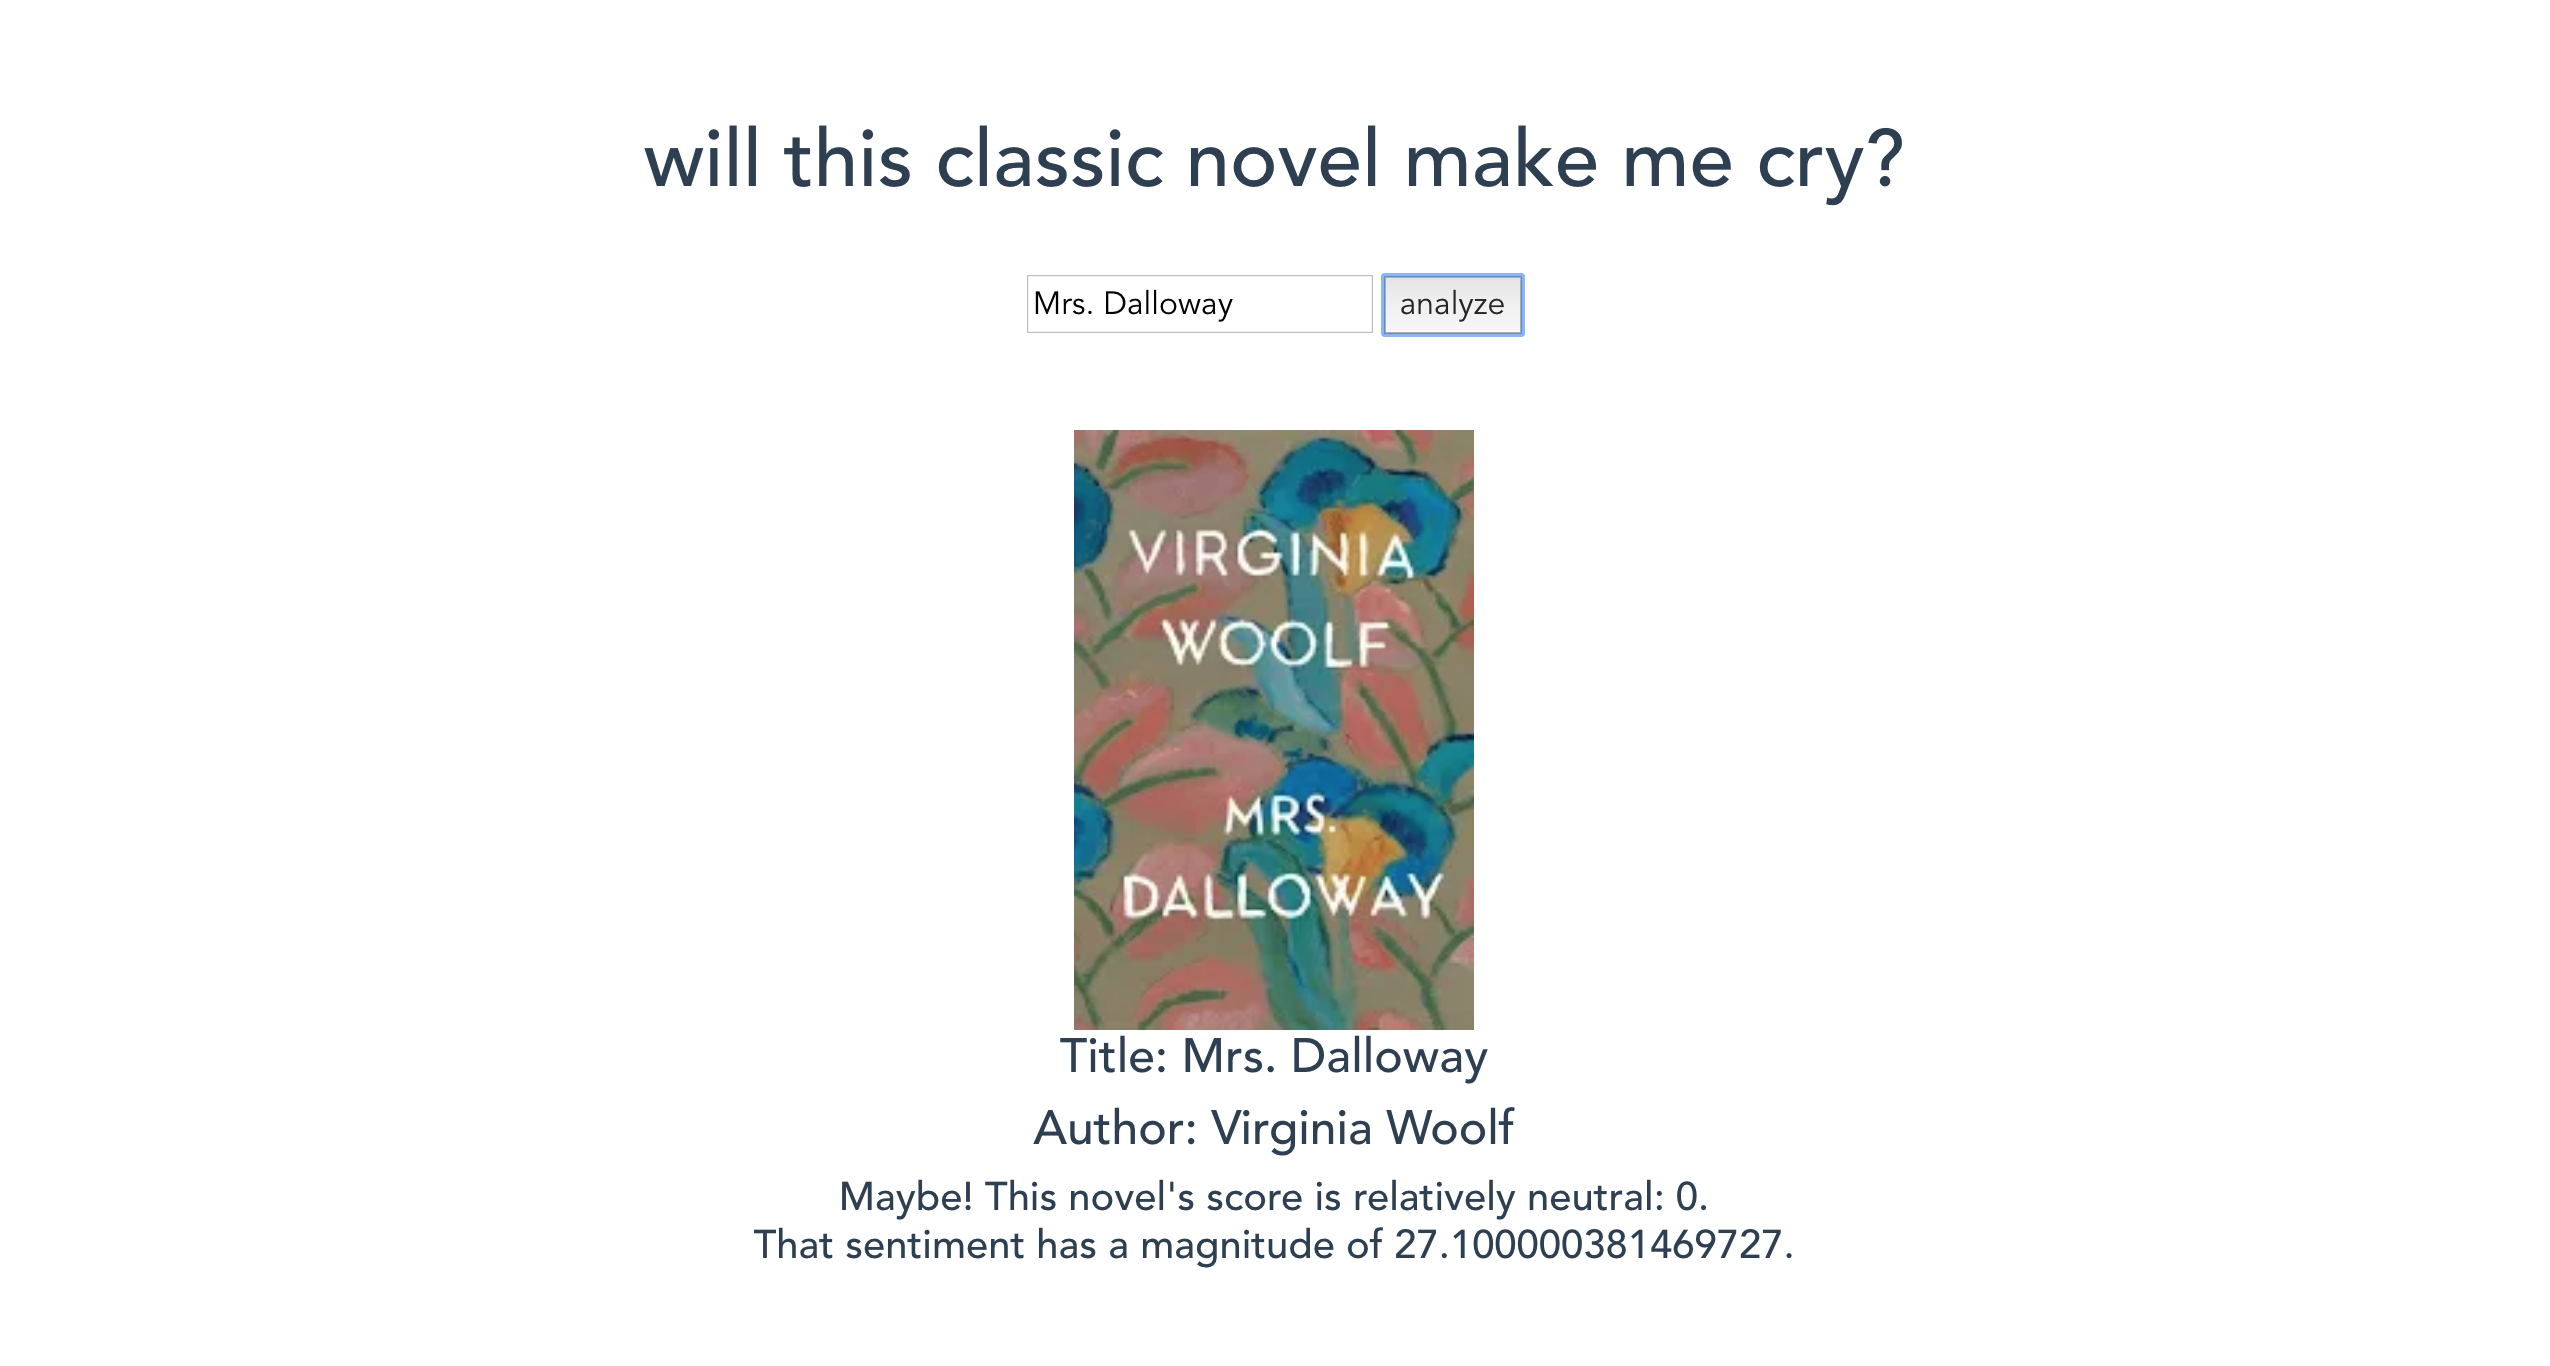 will this classic novel make me cry?
Mrs. Dalloway analyze
VIRGINIA
WOOLF
MRS.
DALLOWAY
Title: Mrs. Dalloway
Author: Virginia Woolf
Maybe! This novel's score is relatively neutral: 0.
That sentiment has a magnitude of 27.100000381469727.